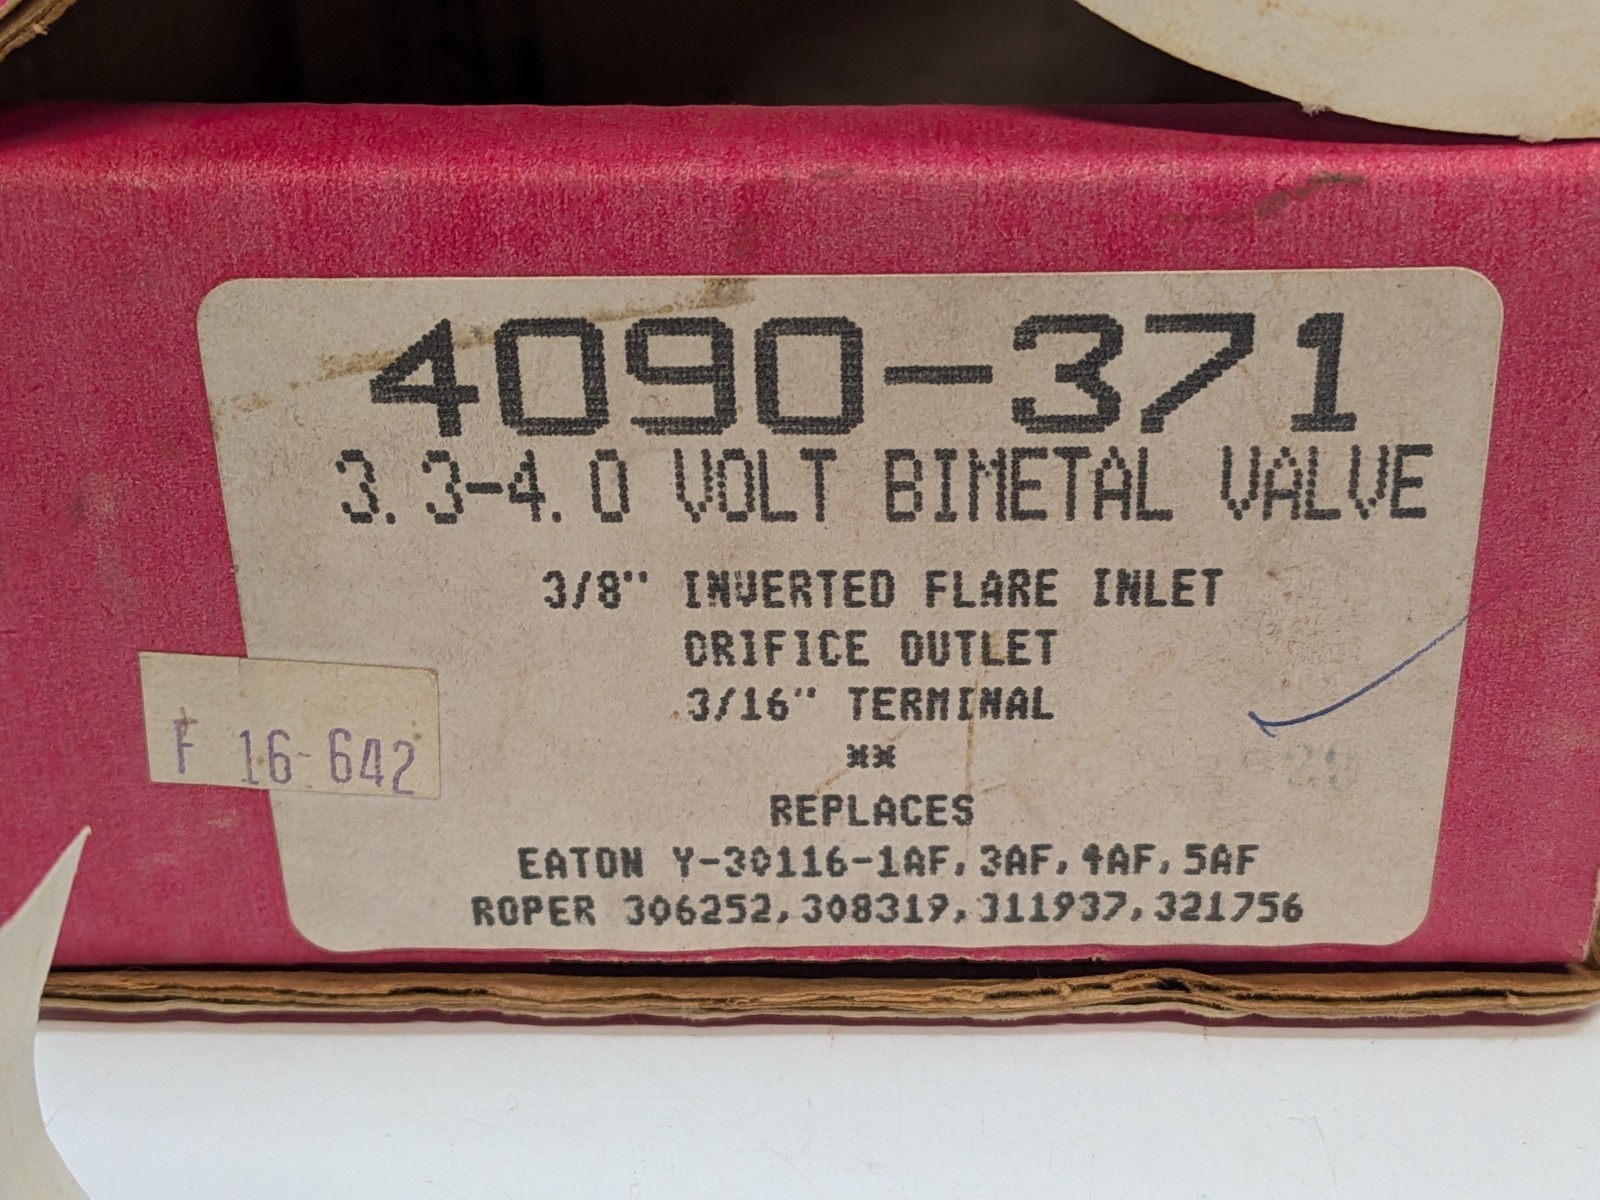 4090-371
3.3-4.0 VOLT BIMETAL VALVE
3/8" INVERTED FLARE INLET
ORIFICE OUTLET
3/16" TERMINAL
**
REPLACES
EATON Y-30116-1AF,3AF,4AF,5AF
ROPER 306252,308319,311937,321756
F 16-642